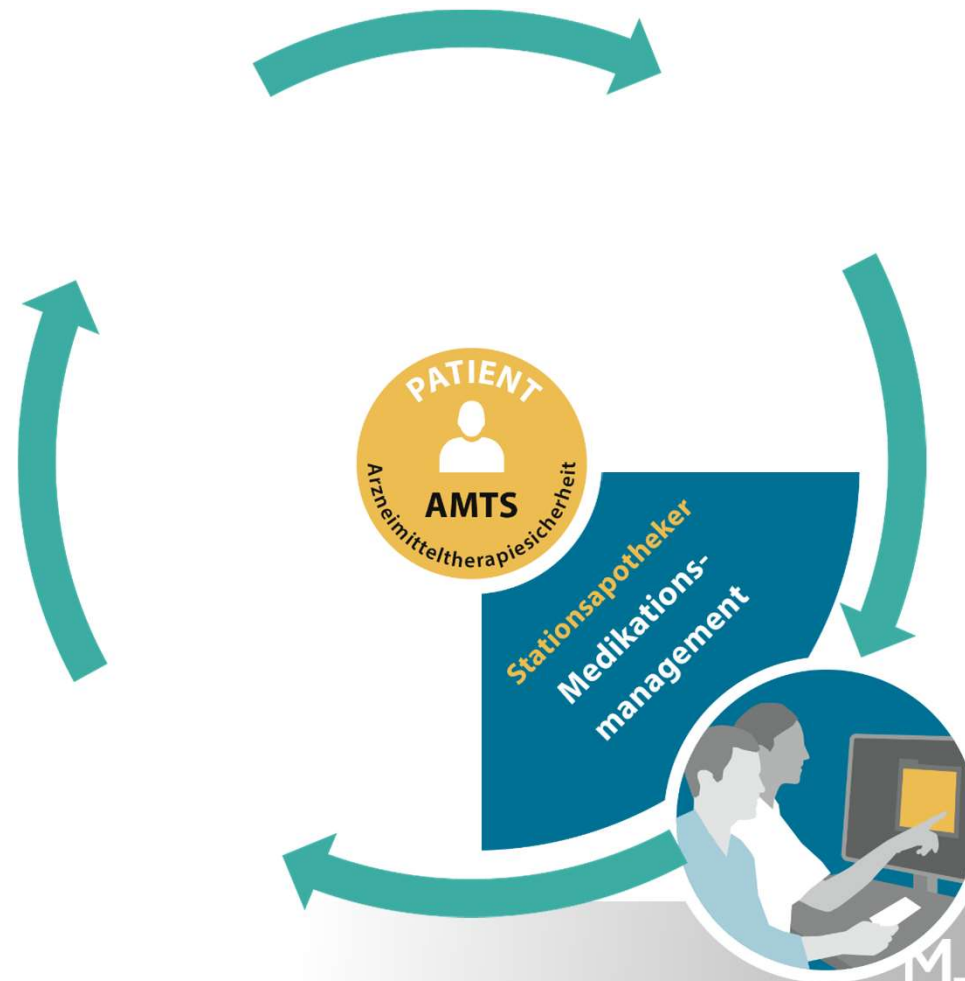 PATIENT
AMTS
Arzneimitteltherapiesicherheit
Stationsapotheker
Medikations-
management